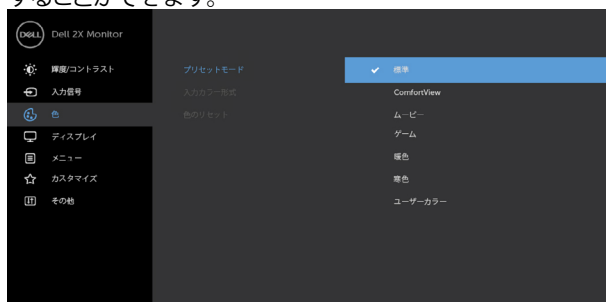 することができます。
DELL Dell 2X Monitor
輝度/コントラスト プリセットモード 標準
入力信号 入力カラー形式 ComfortView
色 色のリセット ムービー
ディスプレイ ゲーム
メニュー 暖色
カスタマイズ 寒色
その他 ユーザーカラー